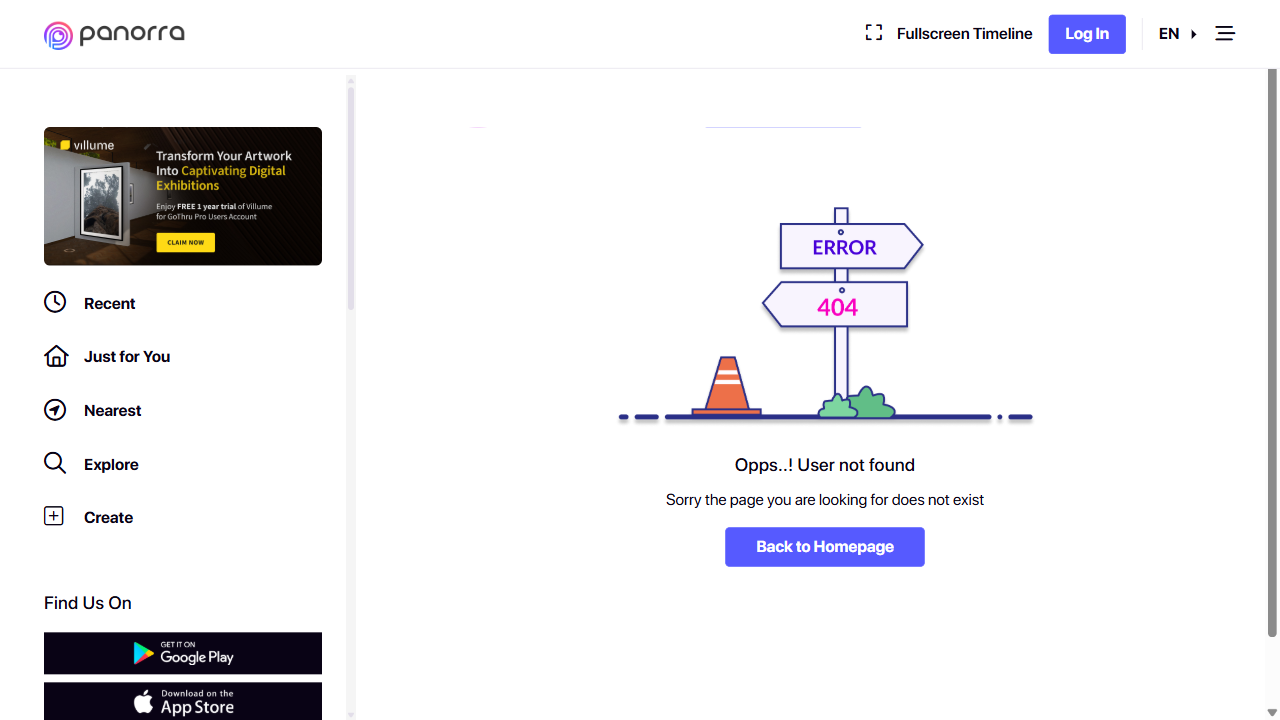 panorra
Fullscreen Timeline
Log In
EN
villume
Transform Your Artwork
Into Captivating Digital
Exhibitions
Enjoy FREE 1 year trial of Villume
for GoThru Pro Users Account
CLAIM NOW
Recent
Just for You
Nearest
Explore
Create
Find Us On
GET IT ON
Google Play
Download on the
App Store
ERROR
404
Opps..! User not found
Sorry the page you are looking for does not exist
Back to Homepage